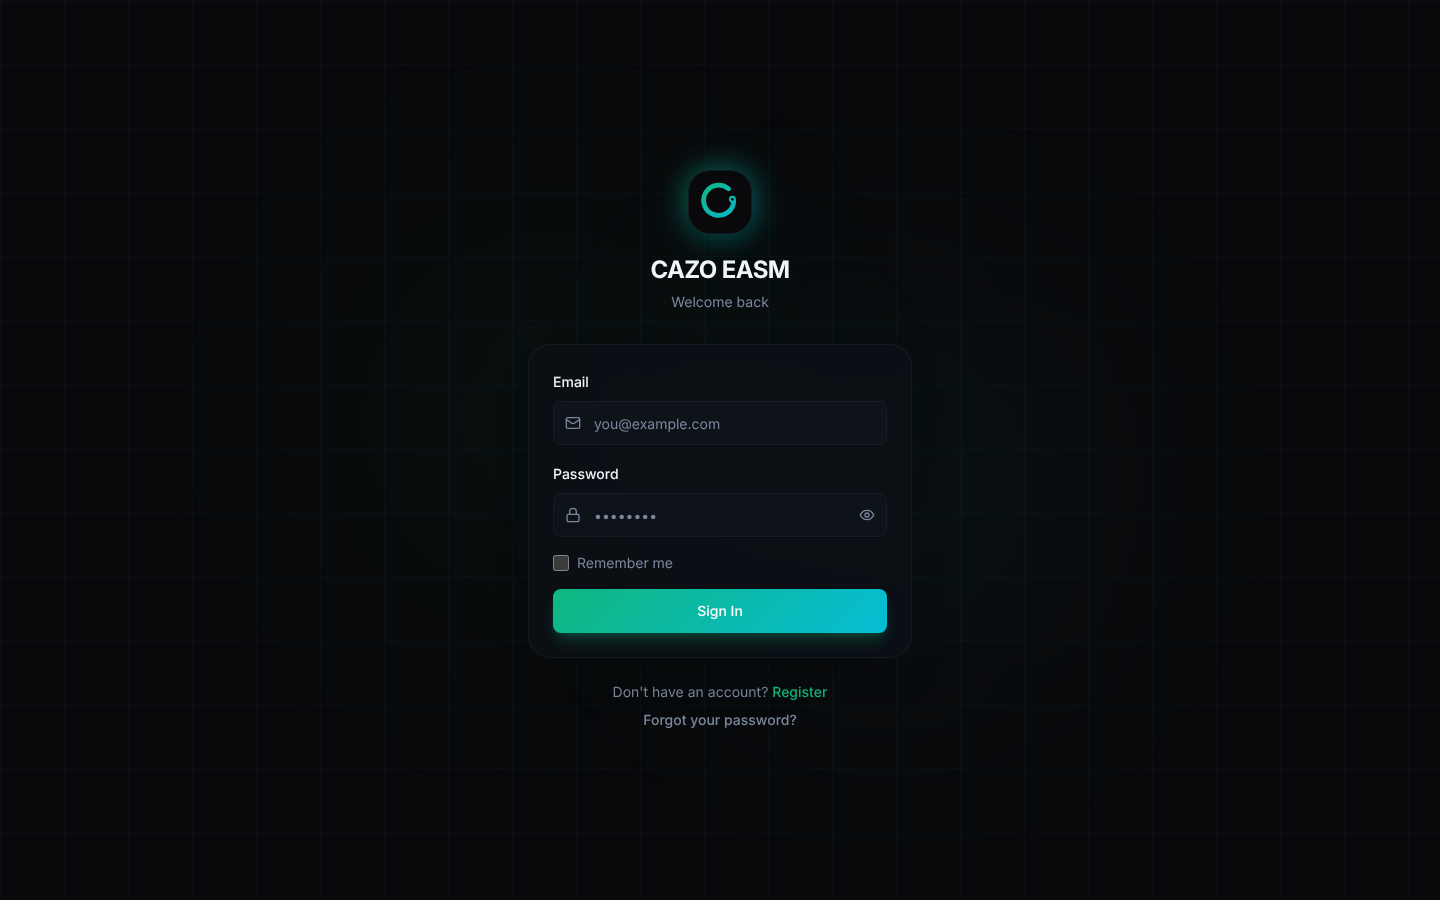 CAZO EASM
Welcome back
Email
you@example.com
Password
••••••••
Remember me
Sign In
Don't have an account? Register
Forgot your password?